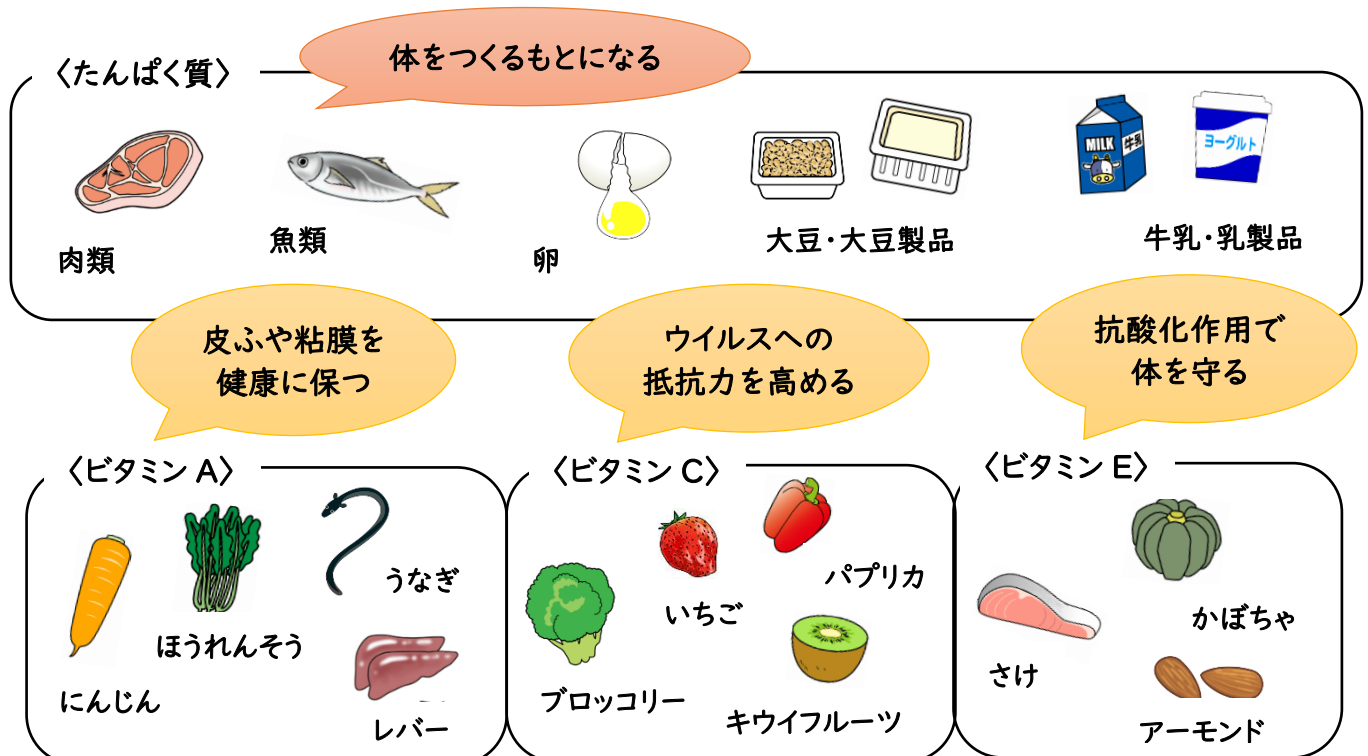 体をつくるもとになる
〈たんぱく質〉
MILK
牛乳
ヨーグルト
肉類
魚類
卵
大豆・大豆製品
牛乳・乳製品
皮ふや粘膜を
健康に保つ
ウイルスへの
抵抗力を高める
抗酸化作用で
体を守る
〈ビタミン A〉
うなぎ
ほうれんそう
にんじん
レバー
〈ビタミン C〉
パプリカ
いちご
ブロッコリー
キウイフルーツ
〈ビタミン E〉
かぼちゃ
さけ
アーモンド